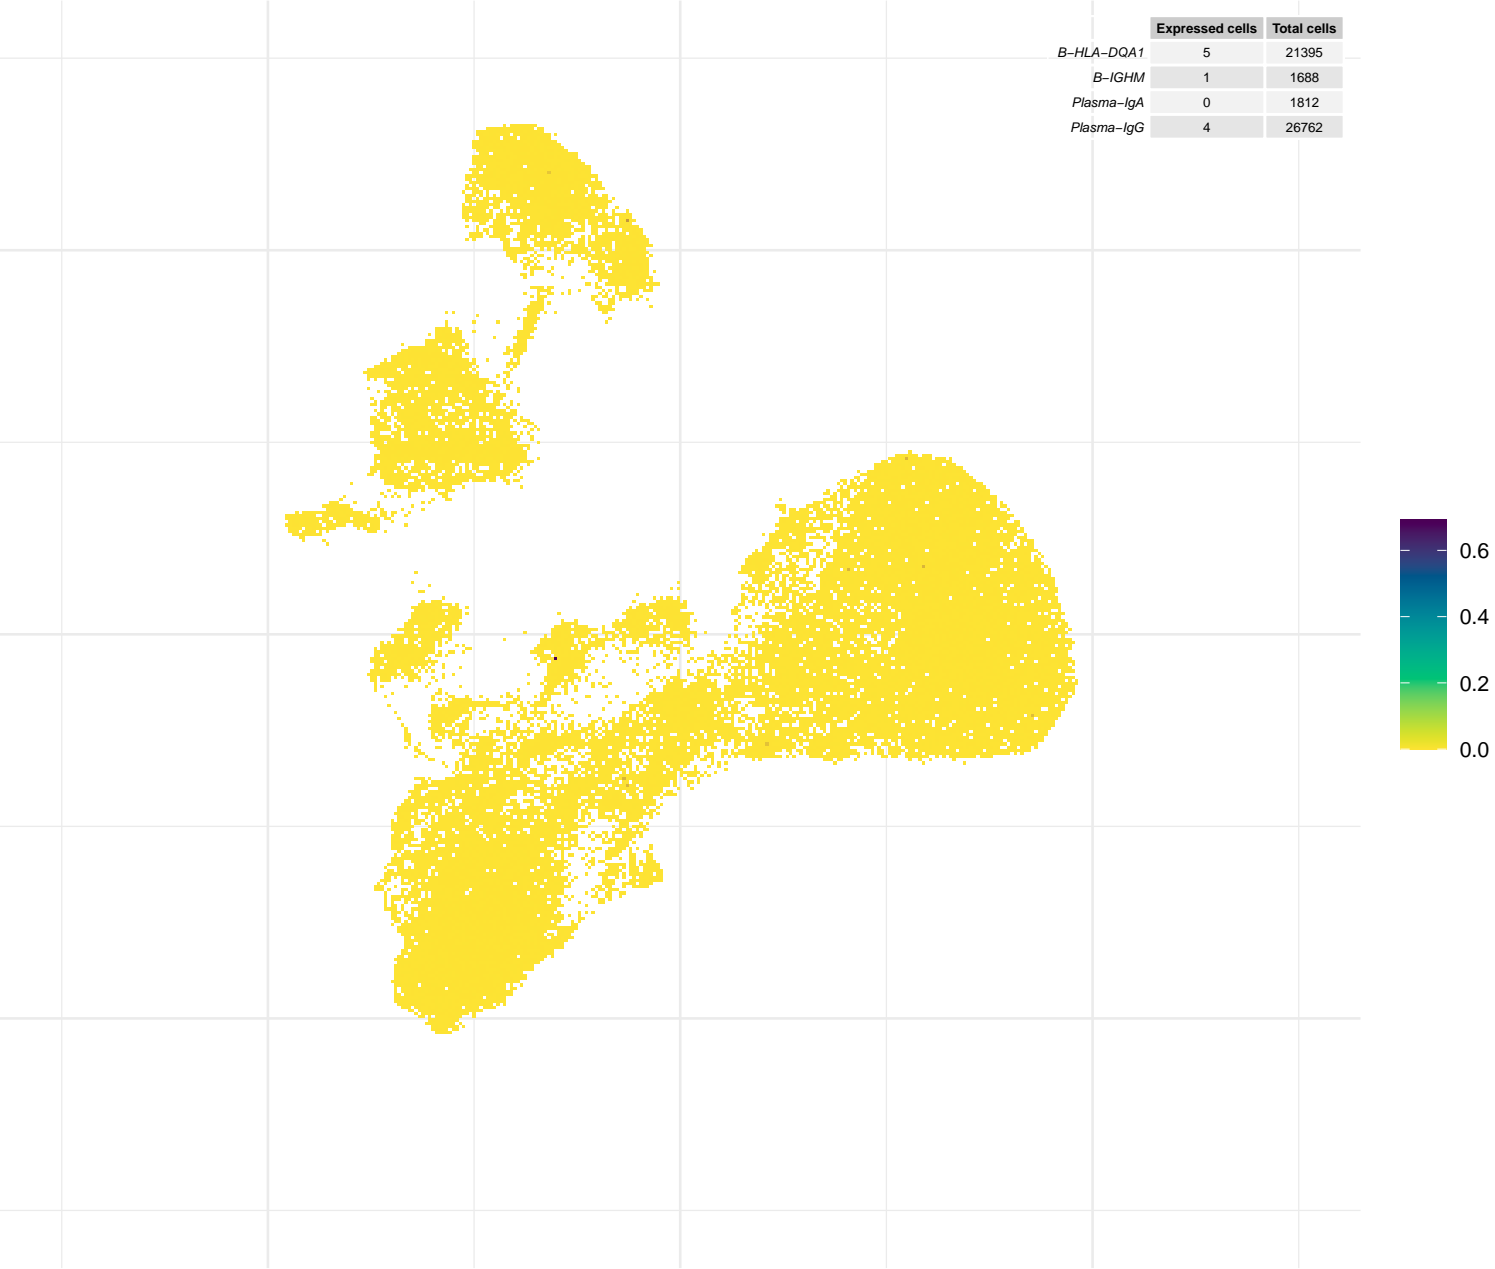 Expressed cells Total cells
B−HLA−DQA1 5 21395
B−IGHM 1 1688
Plasma−IgA 0 1812
Plasma−IgG 4 26762
0.6
0.4
0.2
0.0